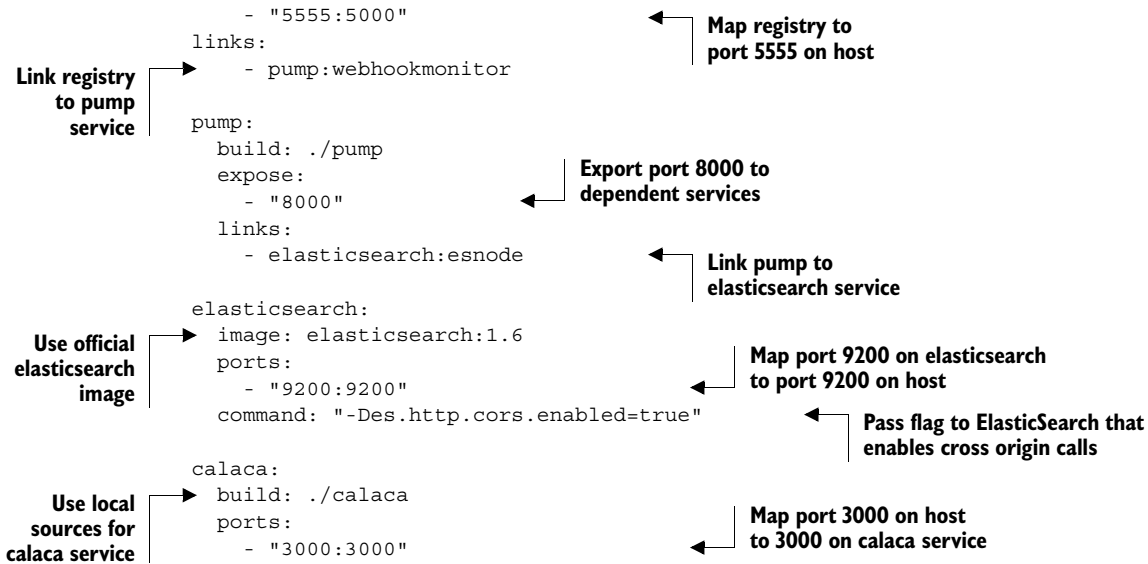 - "5555:5000"
Map registry to
port 5555 on host
links:
Link registry
to pump
service
- pump:webhookmonitor
pump:
build: ./pump
expose:
Export port 8000 to
dependent services
- "8000"
links:
- elasticsearch:esnode
Link pump to
elasticsearch service
elasticsearch:
Use official
elasticsearch
image
image: elasticsearch:1.6
ports:
Map port 9200 on elasticsearch
to port 9200 on host
- "9200:9200"
command: "-Des.http.cors.enabled=true"
Pass flag to ElasticSearch that
enables cross origin calls
calaca:
Use local
sources for
calaca service
build: ./calaca
ports:
Map port 3000 on host
to 3000 on calaca service
- "3000:3000"